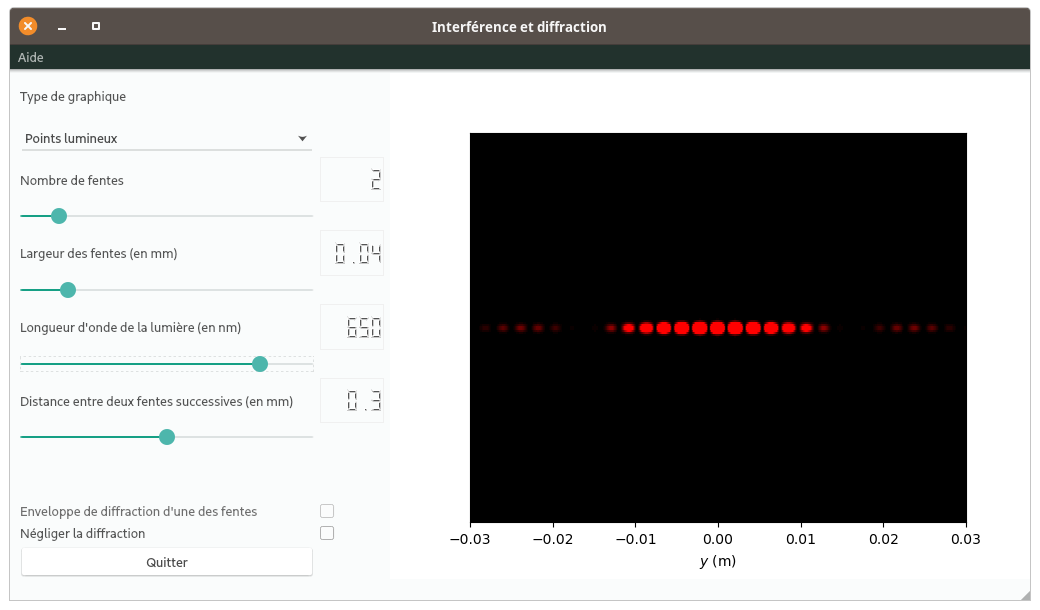 Interférence et diffraction
Aide
Type de graphique
Points lumineux
Nombre de fentes
2
Largeur des fentes (en mm)
0.04
Longueur d'onde de la lumière (en nm)
650
Distance entre deux fentes successives (en mm)
0.3
Enveloppe de diffraction d'une des fentes
Négliger la diffraction
Quitter
−0.03 −0.02 −0.01 0.00 0.01 0.02 0.03
y (m)